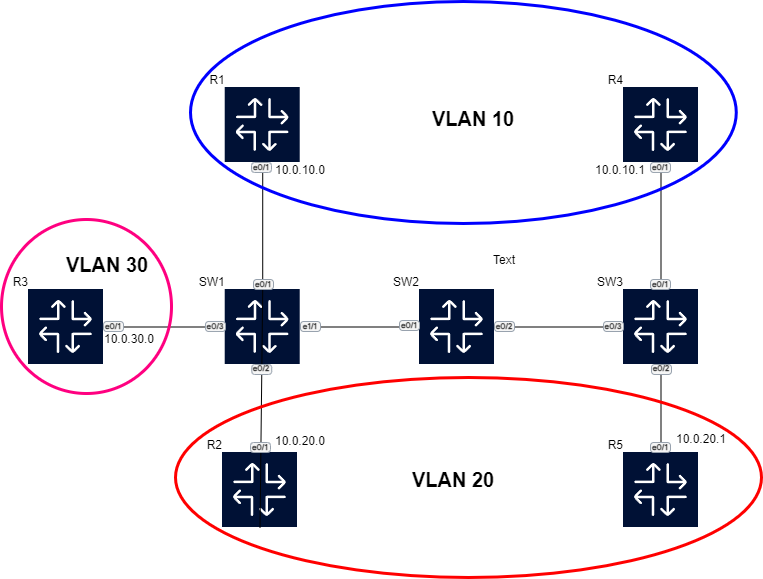 R1
R4
VLAN 10
e0/1
10.0.10.0
10.0.10.1
e0/1
VLAN 30
Text
R3
SW1
e0/1
SW2
SW3
e0/1
e0/1
10.0.30.0
e0/3
e1/1
e0/1
e0/2
e0/3
e0/2
e0/2
R2
e0/1
10.0.20.0
R5
e0/1
10.0.20.1
VLAN 20